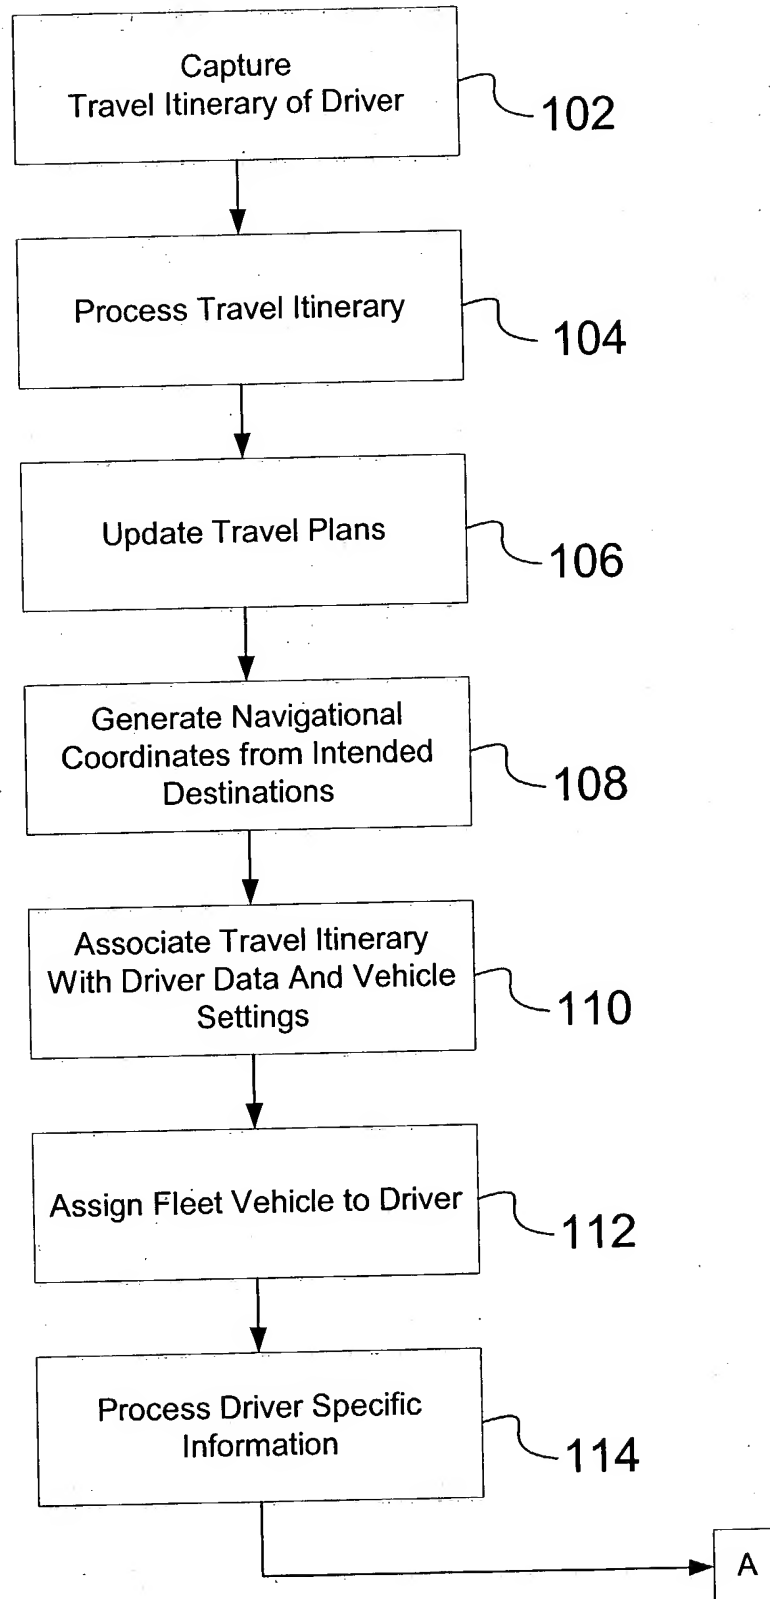 Capture
Travel Itinerary of Driver
102
Process Travel Itinerary
104
Update Travel Plans
106
Generate Navigational
Coordinates from Intended
Destinations
108
Associate Travel Itinerary
With Driver Data And Vehicle
Settings
110
Assign Fleet Vehicle to Driver
112
Process Driver Specific
Information
114
A